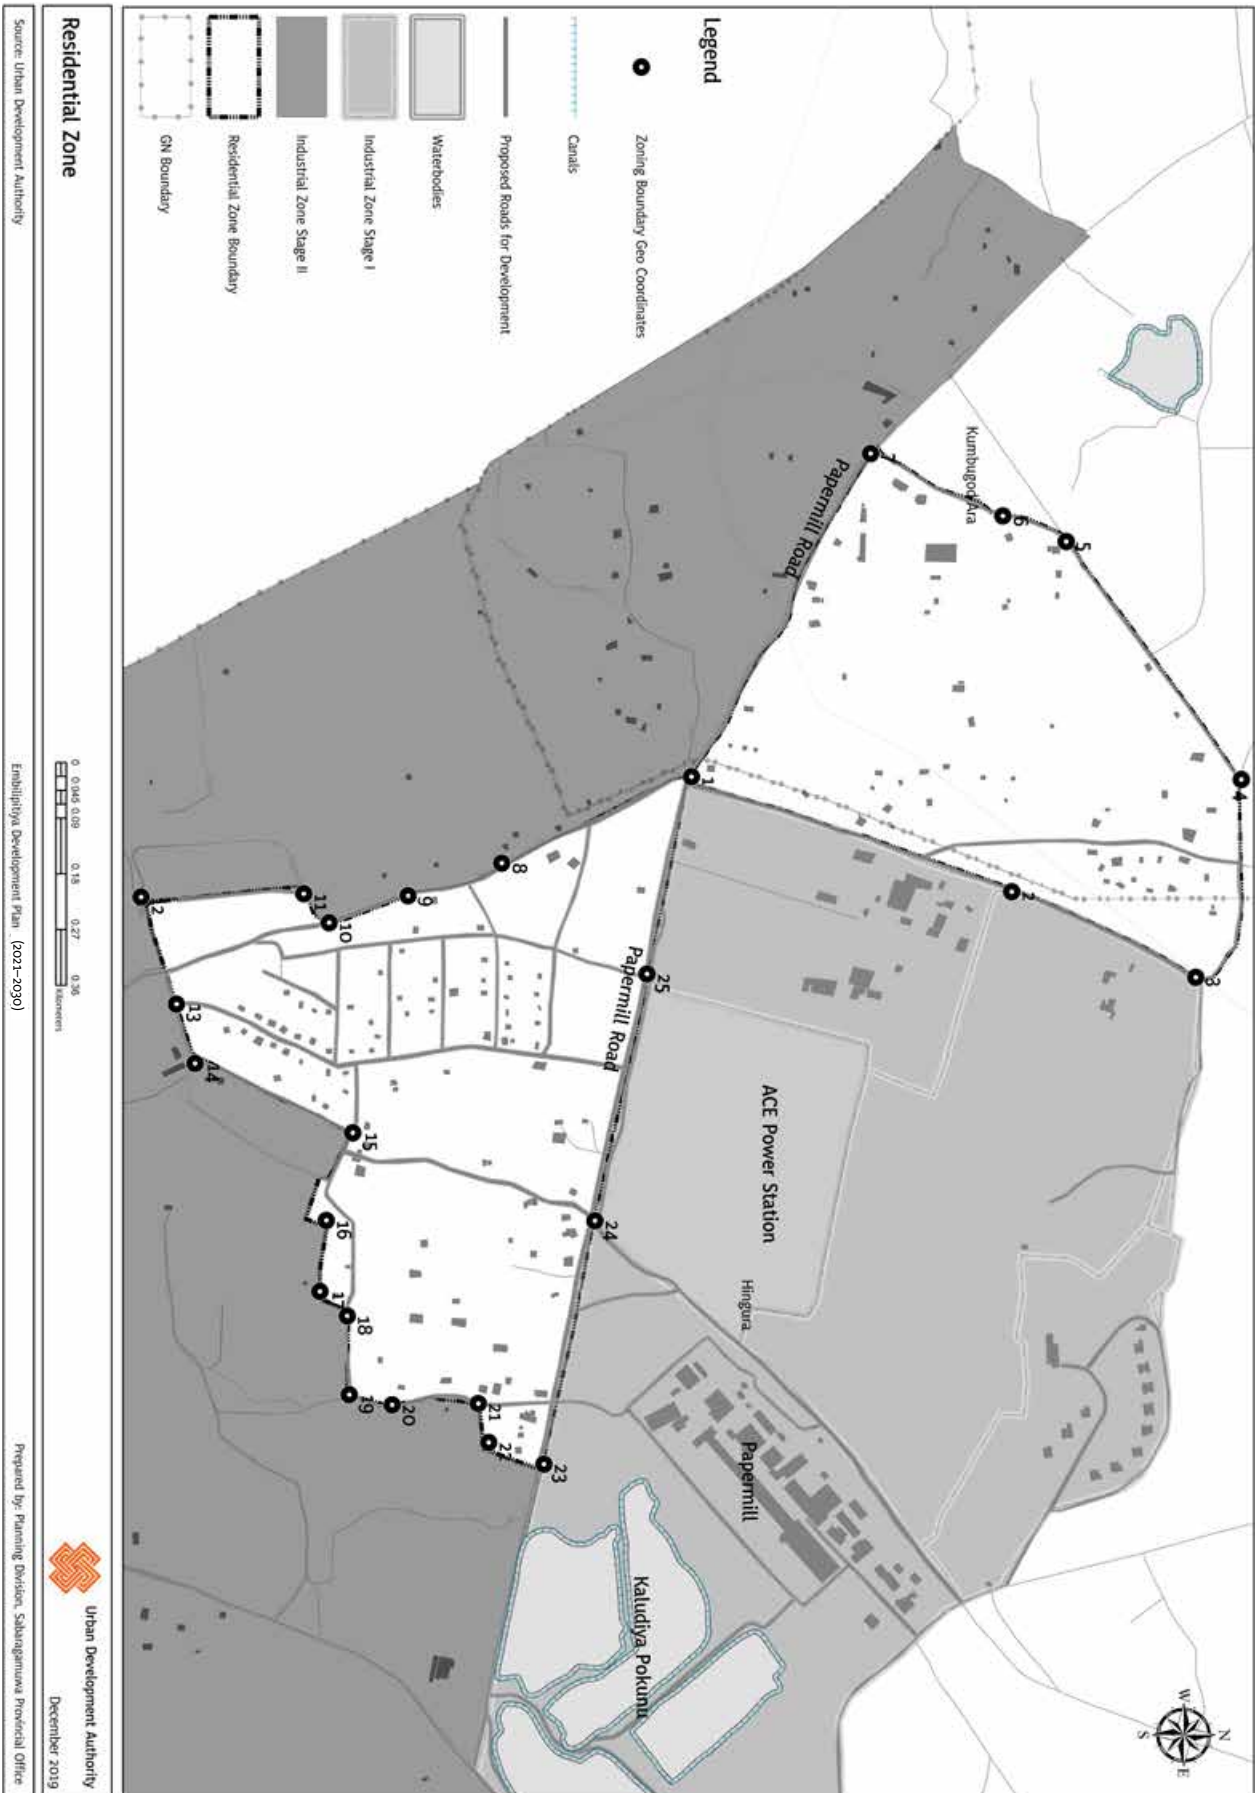 Legend
Zoning Boundary Geo Coordinates
Canals
Proposed Roads for Development
Waterbodies
Industrial Zone Stage I
Industrial Zone Stage II
Residential Zone Boundary
GN Boundary
N
W
E
S
Kumbugoda Ara
Papermill Road
Papermill Road
ACE Power Station
Hingura
Papermill
Kaludiya Pokunu
1
2
3
4
5
6
7
8
9
10
11
12
13
14
15
16
17
18
19
20
21
22
23
24
25
Residential Zone
0 0.045 0.09 0.18 0.27 0.36
Kilometers
Urban Development Authority
December 2019
Source: Urban Development Authority
Embilipitiya Development Plan (2021-2030)
Prepared by: Planning Division, Sabaragamuwa Provincial Office